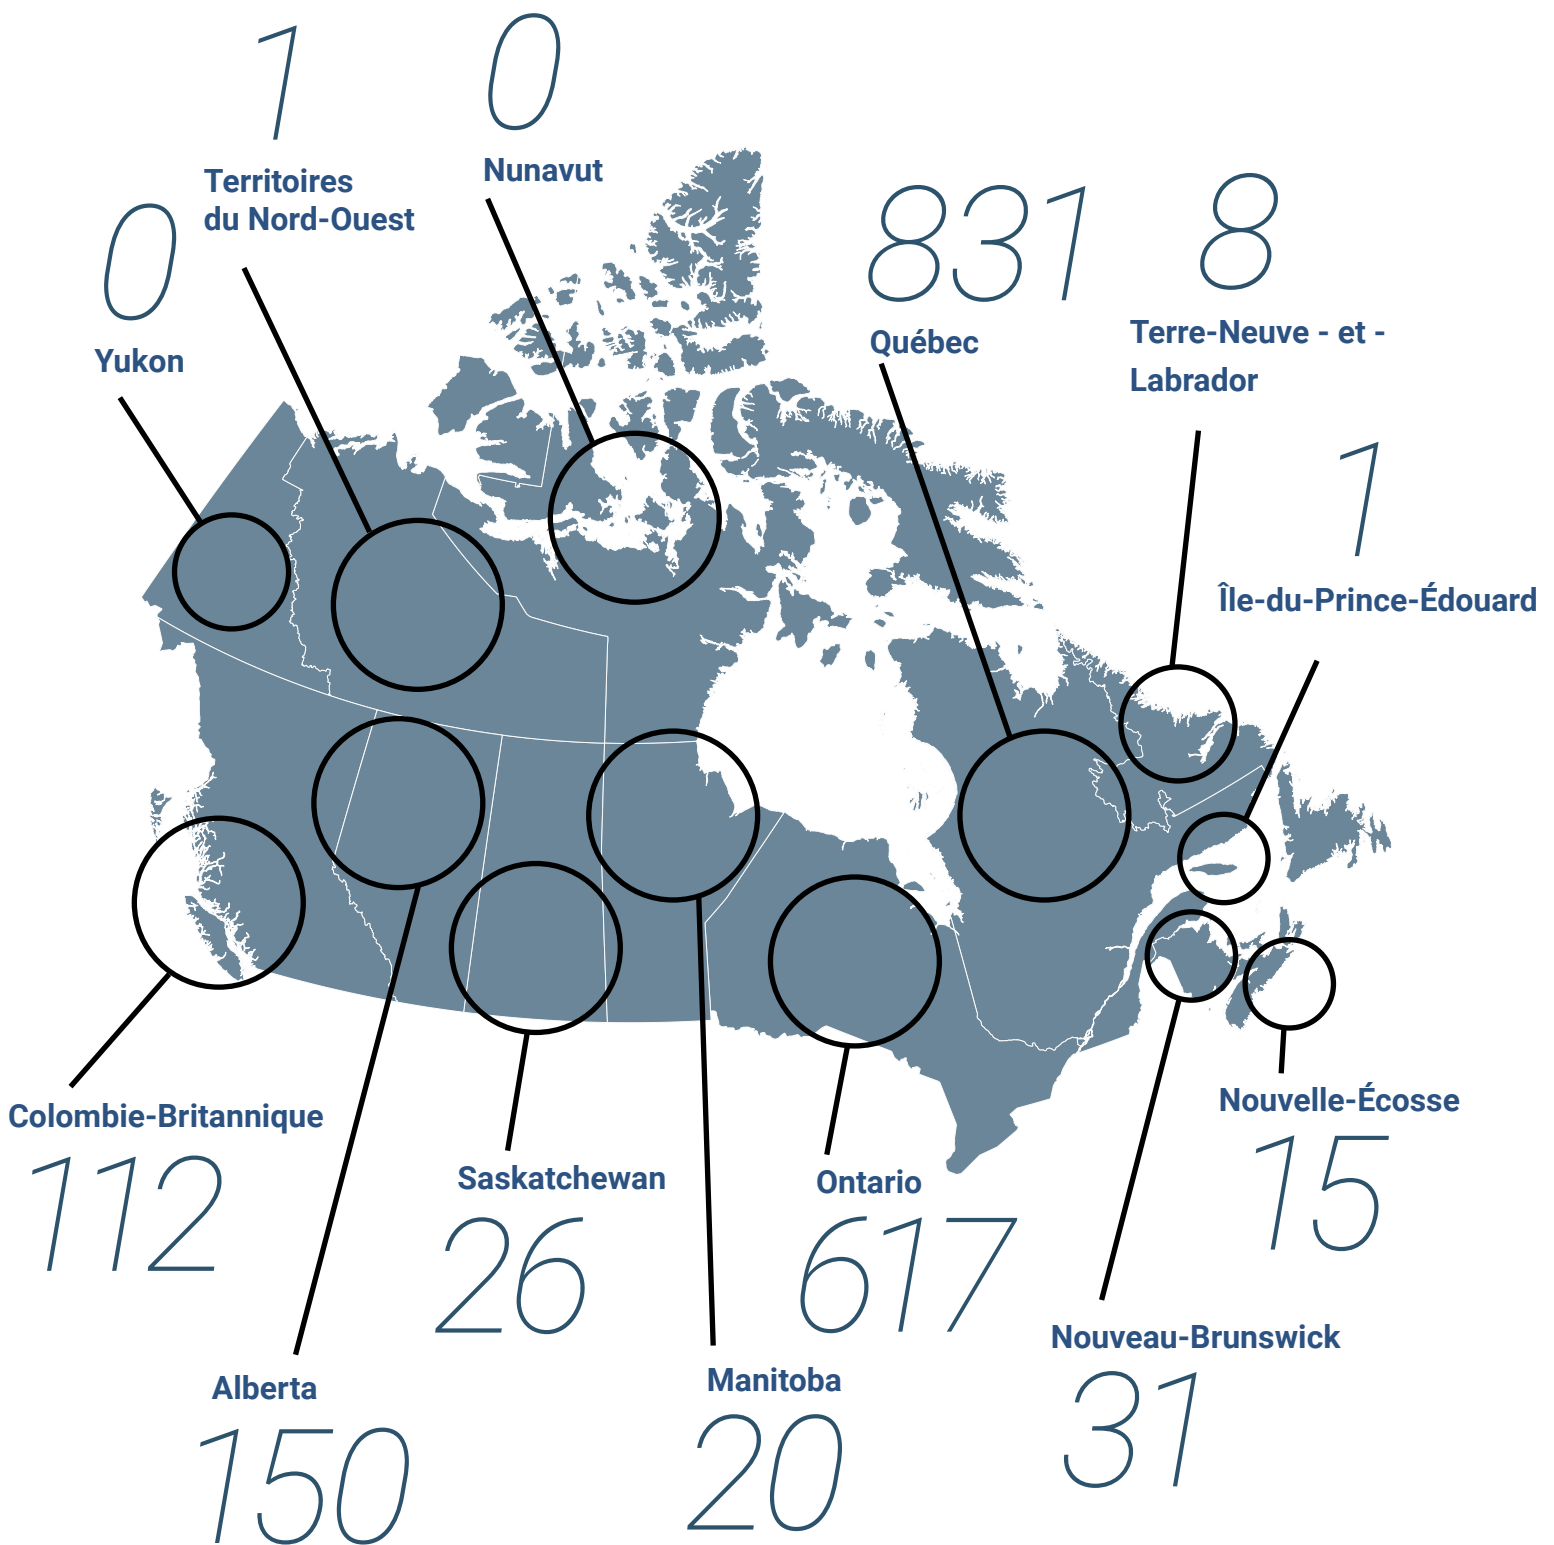 1
Territoires
du Nord-Ouest
0
Nunavut
0
Yukon
831
Québec
8
Terre-Neuve - et -
Labrador
1
Île-du-Prince-Édouard
Colombie-Britannique
112
Alberta
150
Saskatchewan
26
Manitoba
20
Ontario
617
Nouveau-Brunswick
31
Nouvelle-Écosse
15